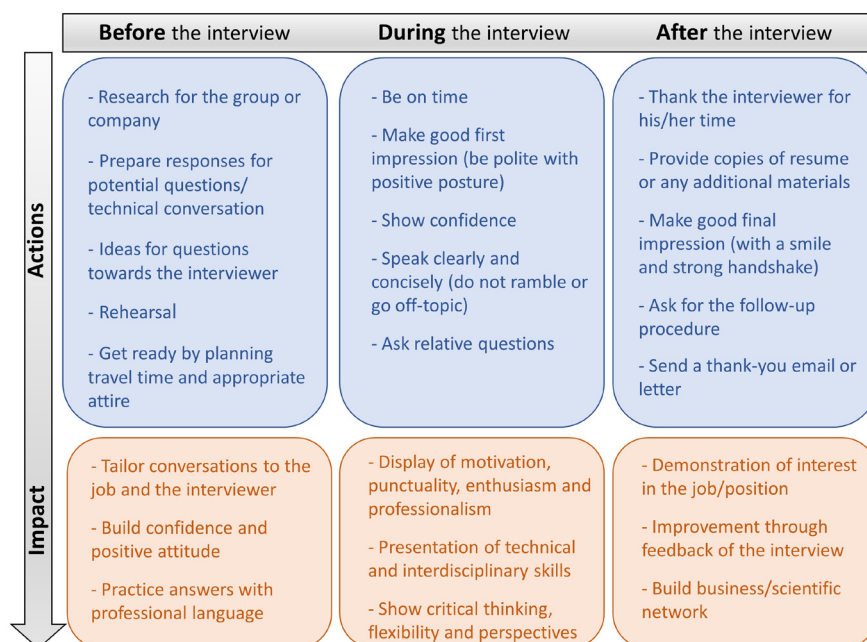 Before the interview
During the interview
After the interview
Actions
- Research for the group or
company
- Prepare responses for
potential questions/
technical conversation
- Ideas for questions
towards the interviewer
- Rehearsal
- Get ready by planning
travel time and appropriate
attire
- Be on time
- Make good first
impression (be polite with
positive posture)
- Show confidence
- Speak clearly and
concisely (do not ramble or
go off-topic)
- Ask relative questions
- Thank the interviewer for
his/her time
- Provide copies of resume
or any additional materials
- Make good final
impression (with a smile
and strong handshake)
- Ask for the follow-up
procedure
- Send a thank-you email or
letter
Impact
- Tailor conversations to the
job and the interviewer
- Build confidence and
positive attitude
- Practice answers with
professional language
- Display of motivation,
punctuality, enthusiasm and
professionalism
- Presentation of technical
and interdisciplinary skills
- Show critical thinking,
flexibility and perspectives
- Demonstration of interest
in the job/position
- Improvement through
feedback of the interview
- Build business/scientific
network